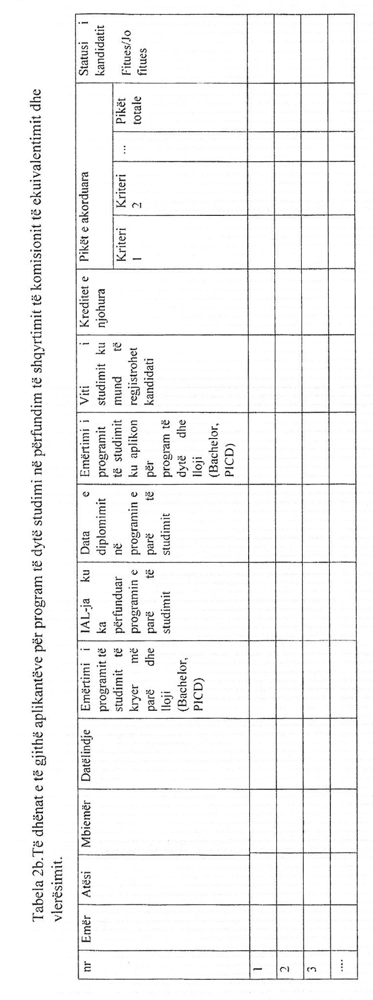 Tabela 2b.Të dhënat e të gjithë aplikantëve për program të dytë studimi në përfundim të shqyrtimit të komisionit të ekuivalentimit dhe
vlerësimit.
nr
Emër
Atësi
Mbiemër
Datëlindje
Emërtimi i
programit të
studimit të
kryer më
parë dhe
lloji
(Bachelor,
PICD)
IAL-ja ku
ka
përfunduar
programin e
parë të
studimit
Data e
diplomimit
në
programin e
parë të
studimit
Emërtimi i
programit
të studimit
ku aplikon
për
program të
dytë dhe
lloji
(Bachelor,
PICD)
Viti i
studimit ku
mund të
regjistrohet
kandidati
Kreditet e
njohura
Pikët e akorduara
Kriteri
1
Kriteri
2
...
Pikët
totale
Statusi i
kandidatit
Fitues/Jo
fitues
1
2
3
....